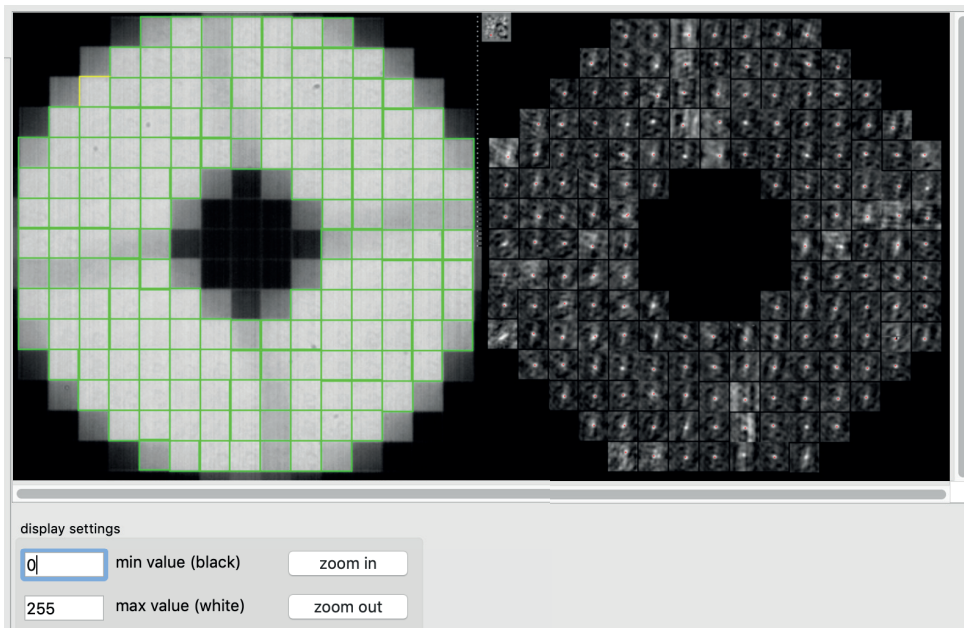 display settings
0 min value (black) zoom in
255 max value (white) zoom out